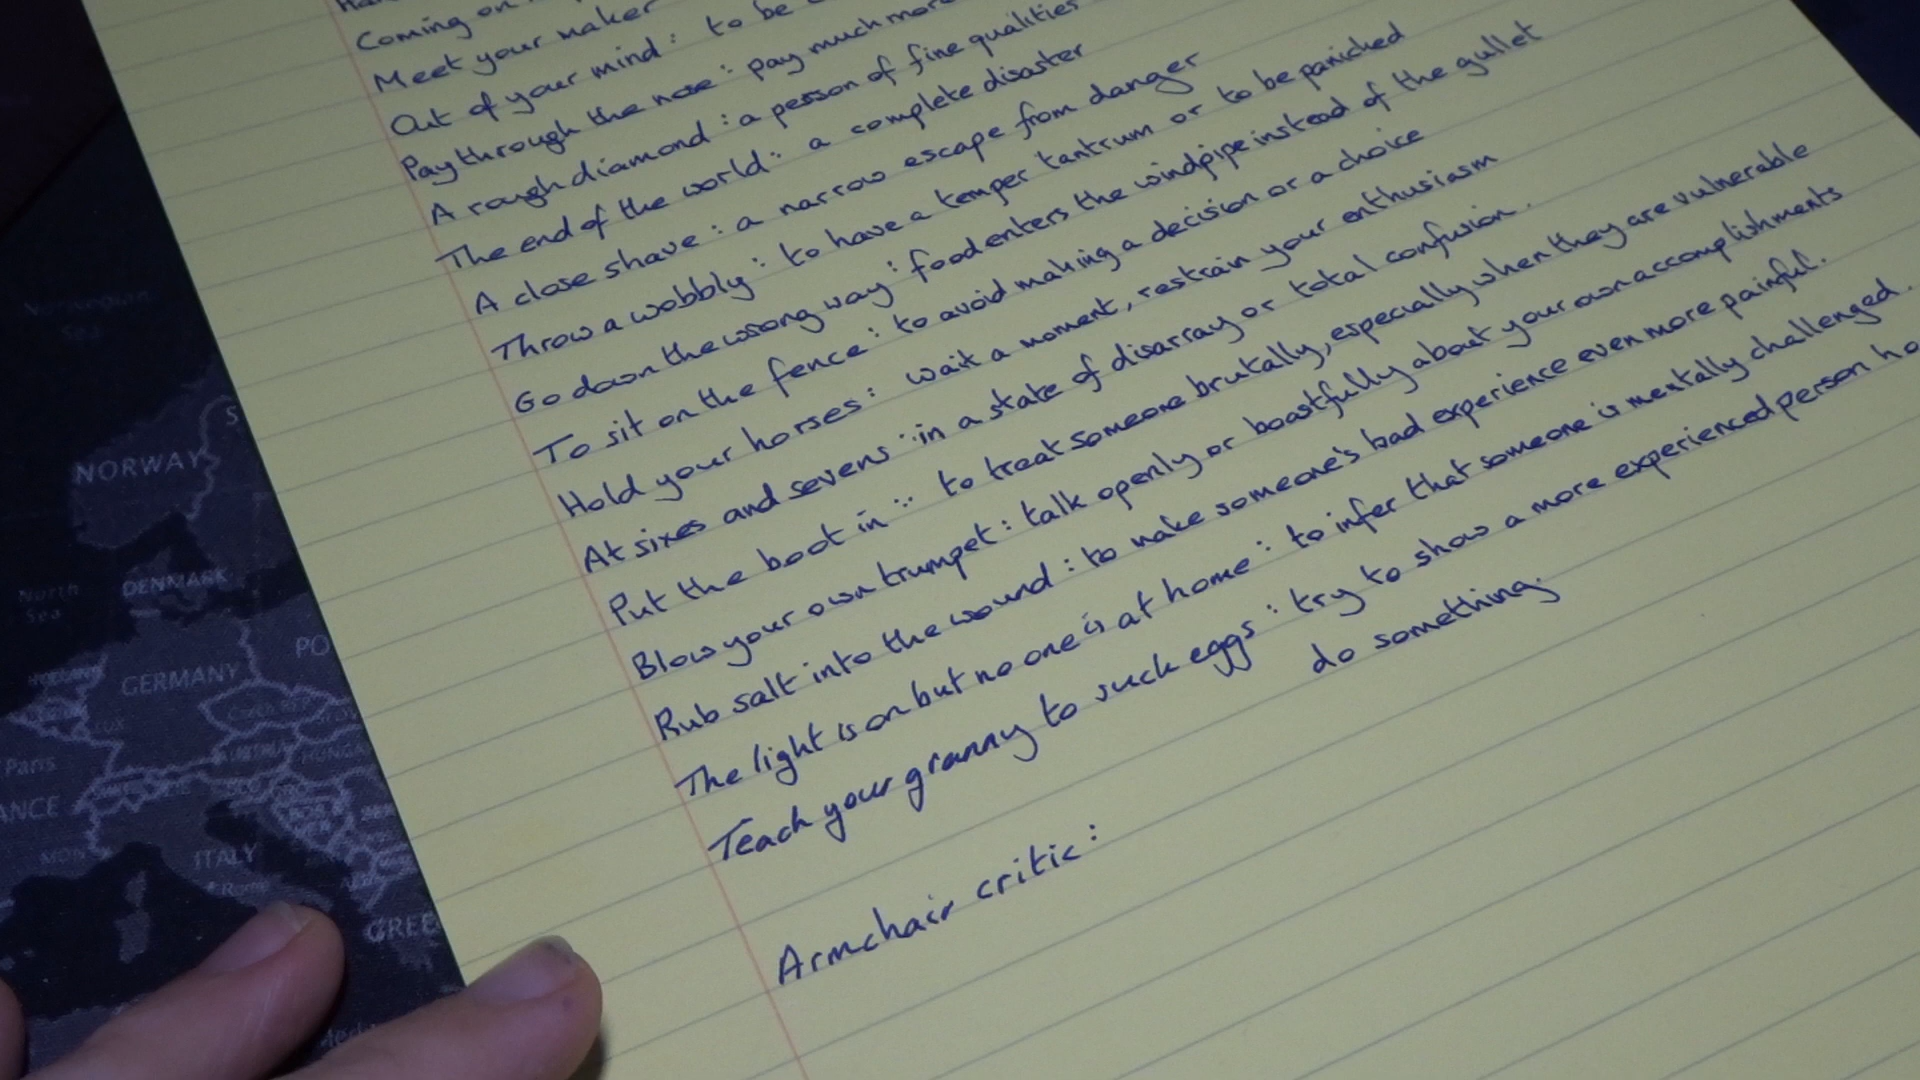 Coming on
Meet your maker
Out of your mind : to be
Pay through the nose : pay much more
A rough diamond : a person of fine qualities
The end of the world : a complete disaster
A close shave : a narrow escape from danger
Throw a wobbly : to have a temper tantrum or to be panicked
Go down the wrong way : food enters the windpipe instead of the gullet
To sit on the fence : to avoid making a decision or a choice
Hold your horses : wait a moment, restrain your enthusiasm
At sixes and sevens : in a state of disarray or total confusion.
Put the boot in : to treat someone brutally, especially when they are vulnerable
Blow your own trumpet : talk openly or boastfully about your own accomplishments
Rub salt into the wound : to make someone's bad experience even more painful.
The light is on but no one is at home : to infer that someone is mentally challenged.
Teach your granny to suck eggs : try to show a more experienced person ho
do something.
Armchair critic :
Norwegian
Sea
NORWAY
S
North
Sea
DENMARK
PO
GERMANY
Paris
ANCE
ITALY
Rome
GREE